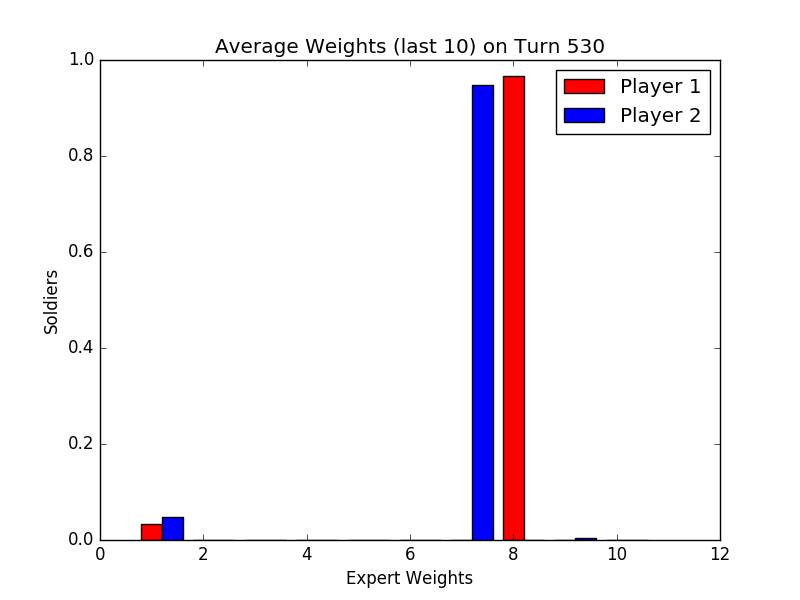 Average Weights (last 10) on Turn 530
1.0
0.8
0.6
0.4
0.2
0.0
Soldiers
Player 1
Player 2
0 2 4 6 8 10 12
Expert Weights